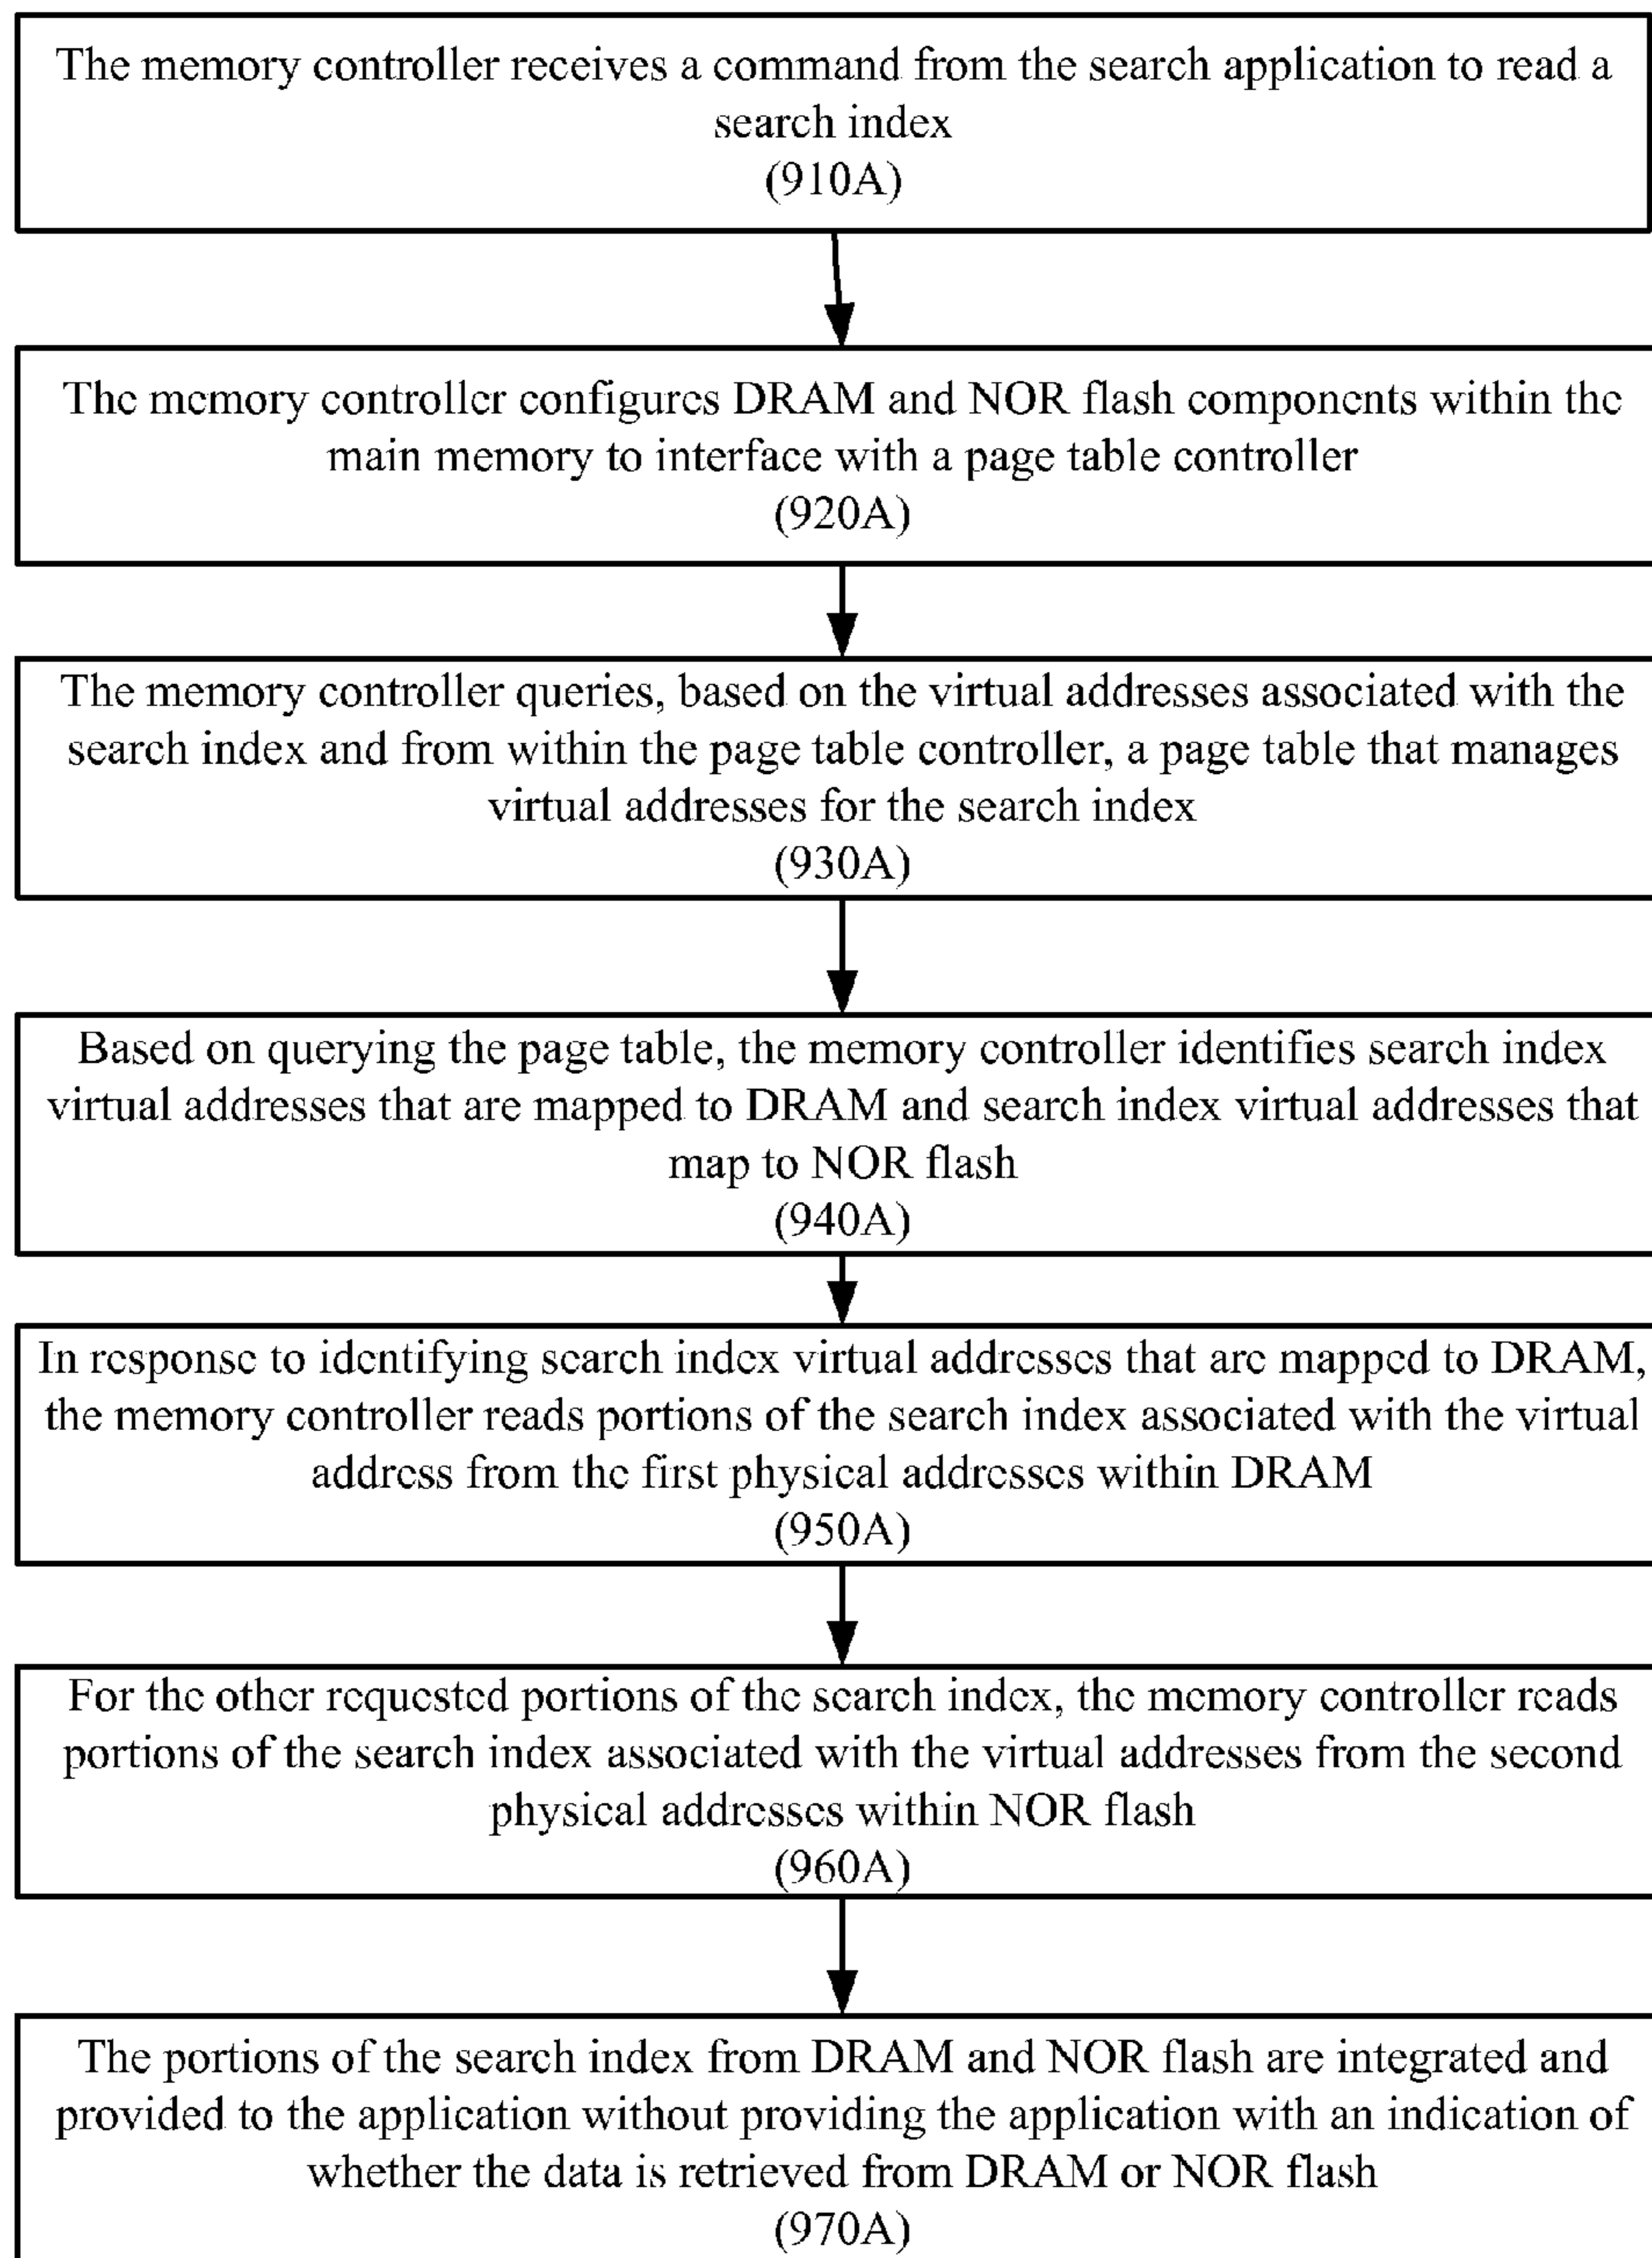 The memory controller receives a command from the search application to read a
search index
(910A)
The memory controller configures DRAM and NOR flash components within the
main memory to interface with a page table controller
(920A)
The memory controller queries, based on the virtual addresses associated with the
search index and from within the page table controller, a page table that manages
virtual addresses for the search index
(930A)
Based on querying the page table, the memory controller identifies search index
virtual addresses that are mapped to DRAM and search index virtual addresses that
map to NOR flash
(940A)
In response to identifying search index virtual addresses that are mapped to DRAM,
the memory controller reads portions of the search index associated with the virtual
address from the first physical addresses within DRAM
(950A)
For the other requested portions of the search index, the memory controller reads
portions of the search index associated with the virtual addresses from the second
physical addresses within NOR flash
(960A)
The portions of the search index from DRAM and NOR flash are integrated and
provided to the application without providing the application with an indication of
whether the data is retrieved from DRAM or NOR flash
(970A)